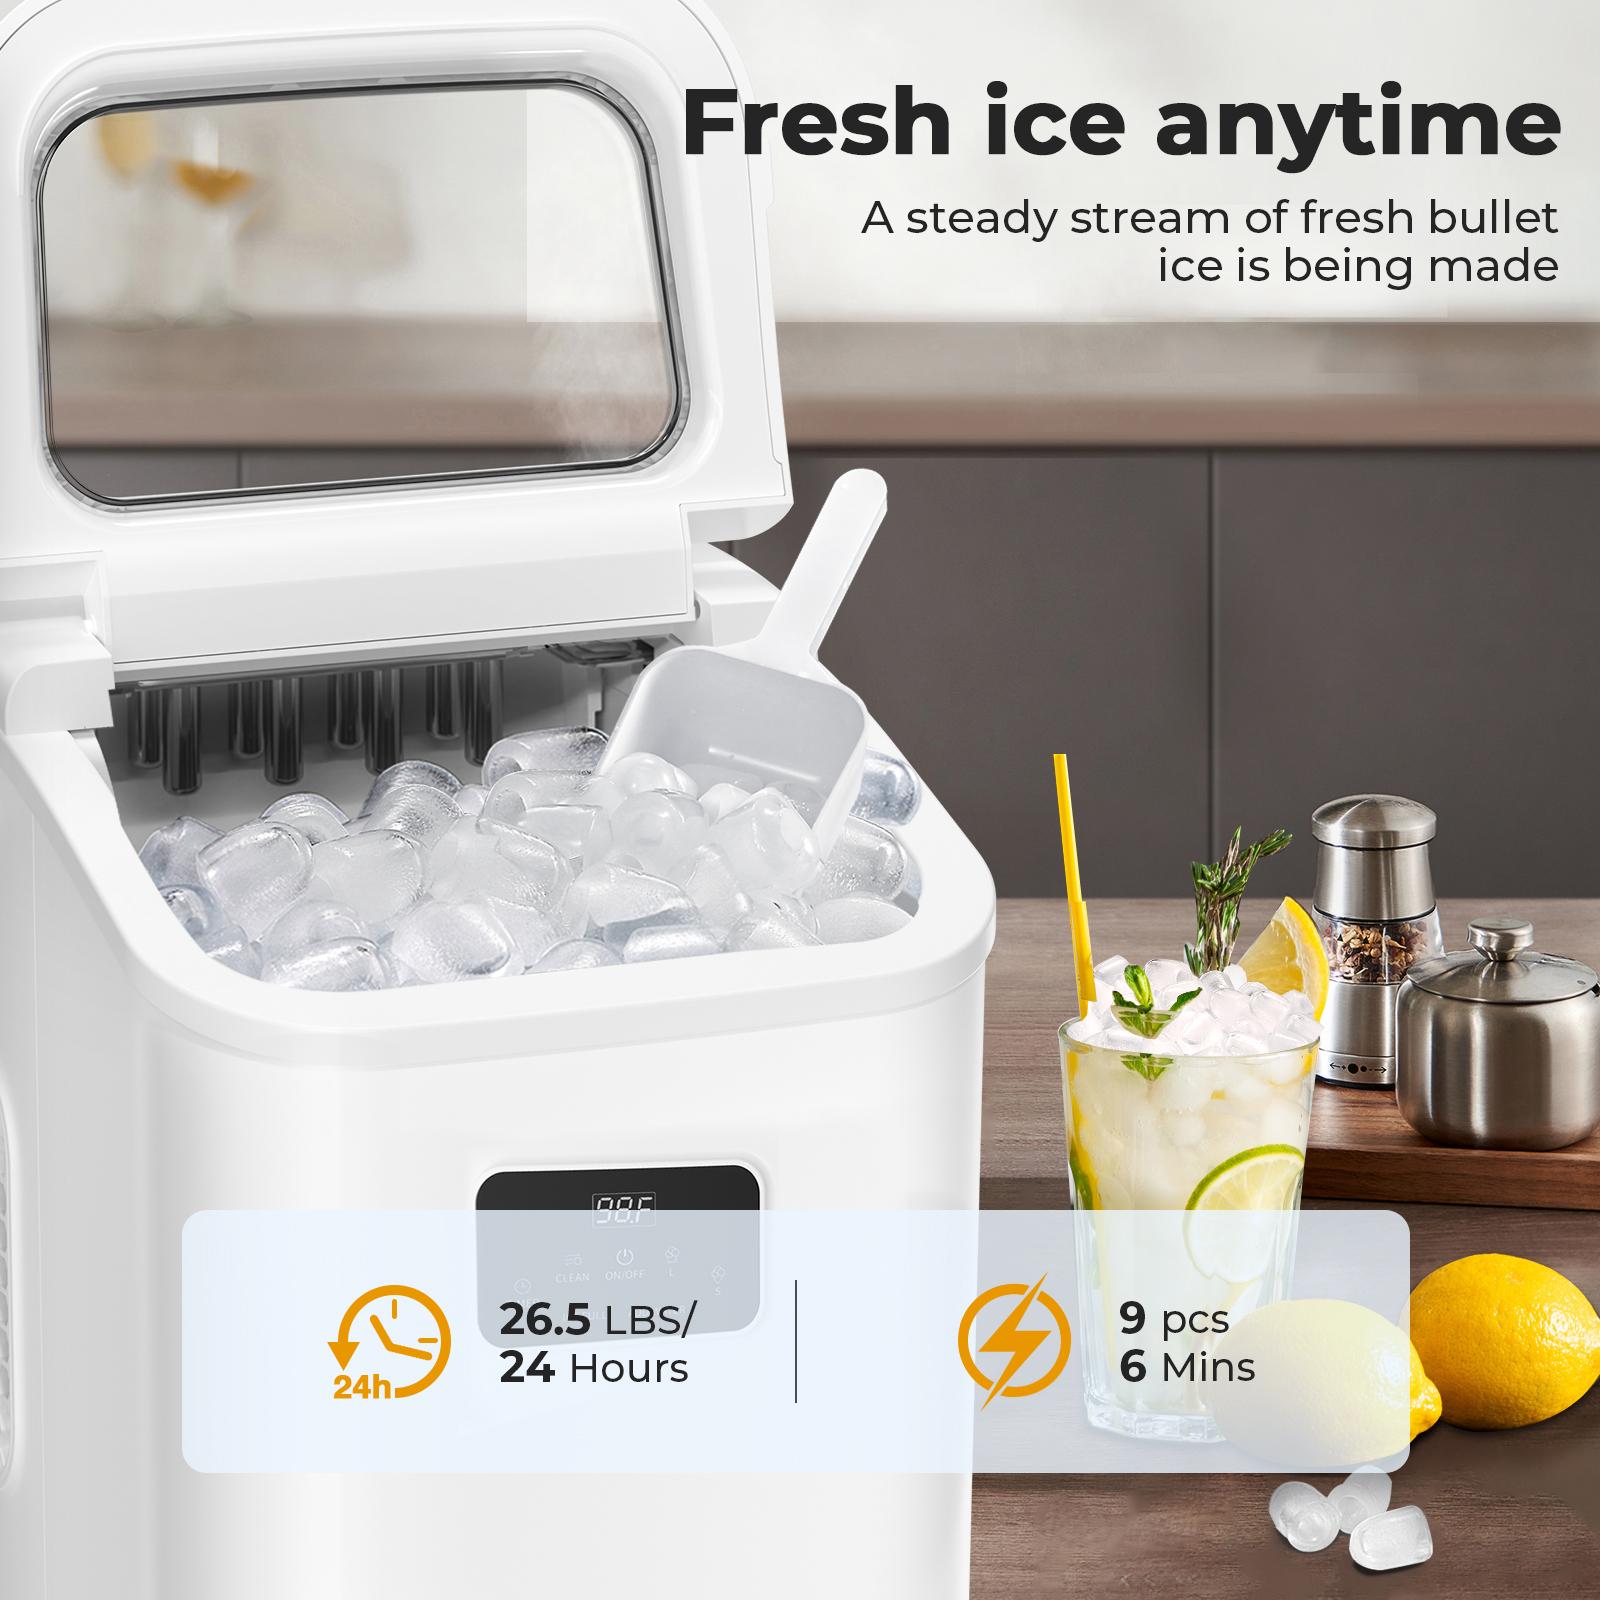 Fresh ice anytime
A steady stream of fresh bullet
ice is being made
CLEAN
ON/OFF
L
S
24h
26.5 LBS/
24 Hours
9 pcs
6 Mins